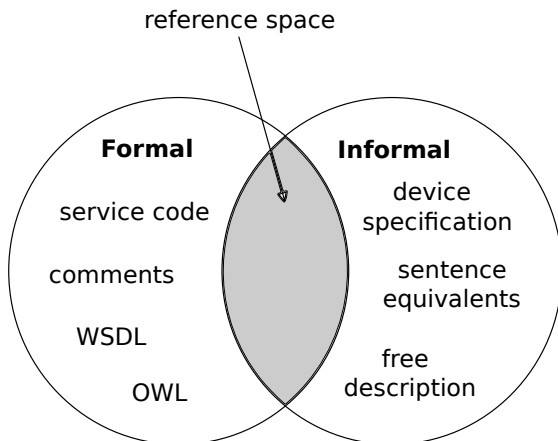 reference space
Formal
service code
comments
WSDL
OWL
Informal
device
specification
sentence
equivalents
free
description